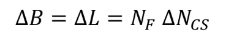 ΔB = ΔL = N_F ΔN_CS